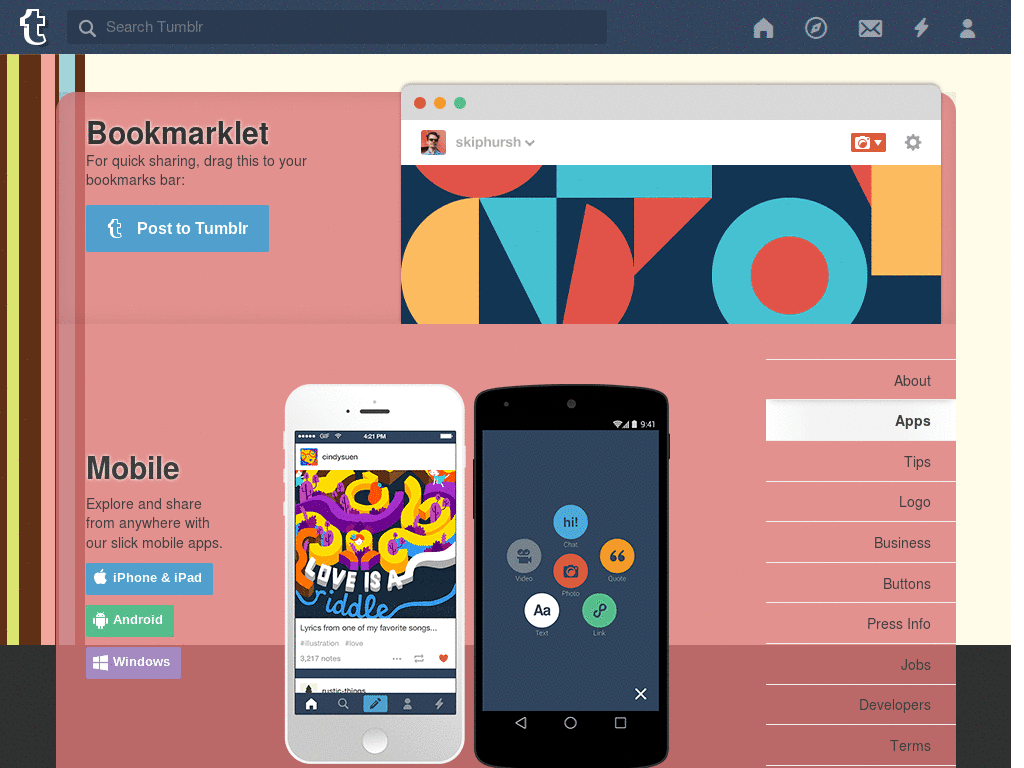 Search Tumblr
Bookmarklet
For quick sharing, drag this to your
bookmarks bar:
Post to Tumblr
skiphursh
About
Apps
Tips
Logo
Business
Buttons
Press Info
Jobs
Developers
Terms
Mobile
Explore and share
from anywhere with
our slick mobile apps.
iPhone & iPad
Android
Windows
GIF 4:21 PM
cindysuen
LOVE IS A
riddle
Lyrics from one of my favorite songs...
#illustration #love
3,217 notes
rustic-things
9:41
hi!
Chat
Video
Photo
Quote
Aa
Text
Link